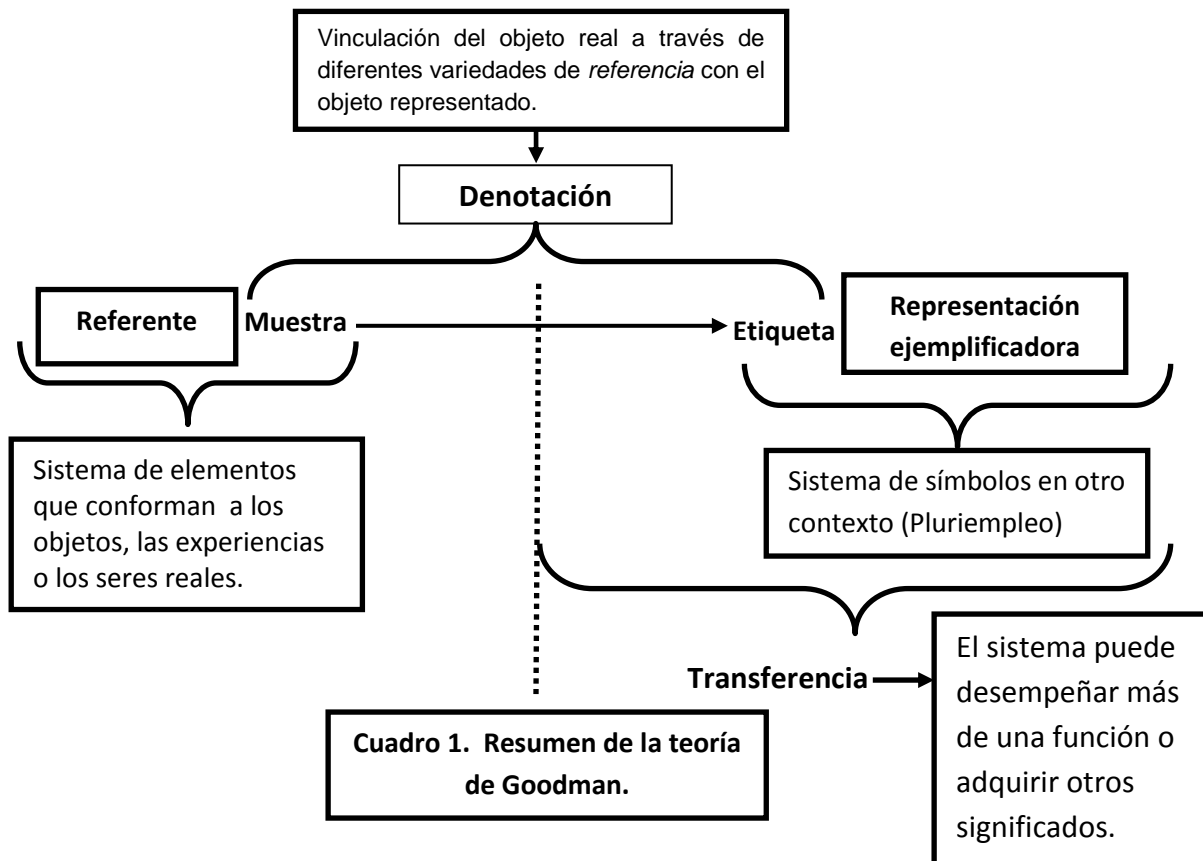 Vinculación del objeto real a través de
diferentes variedades de referencia con el
objeto representado.
Denotación
Referente
Muestra
Etiqueta
Representación
ejemplificadora
Sistema de elementos
que conforman a los
objetos, las experiencias
o los seres reales.
Sistema de símbolos en otro
contexto (Pluriempleo)
Transferencia
El sistema puede
desempeñar más
de una función o
adquirir otros
significados.
Cuadro 1. Resumen de la teoría
de Goodman.